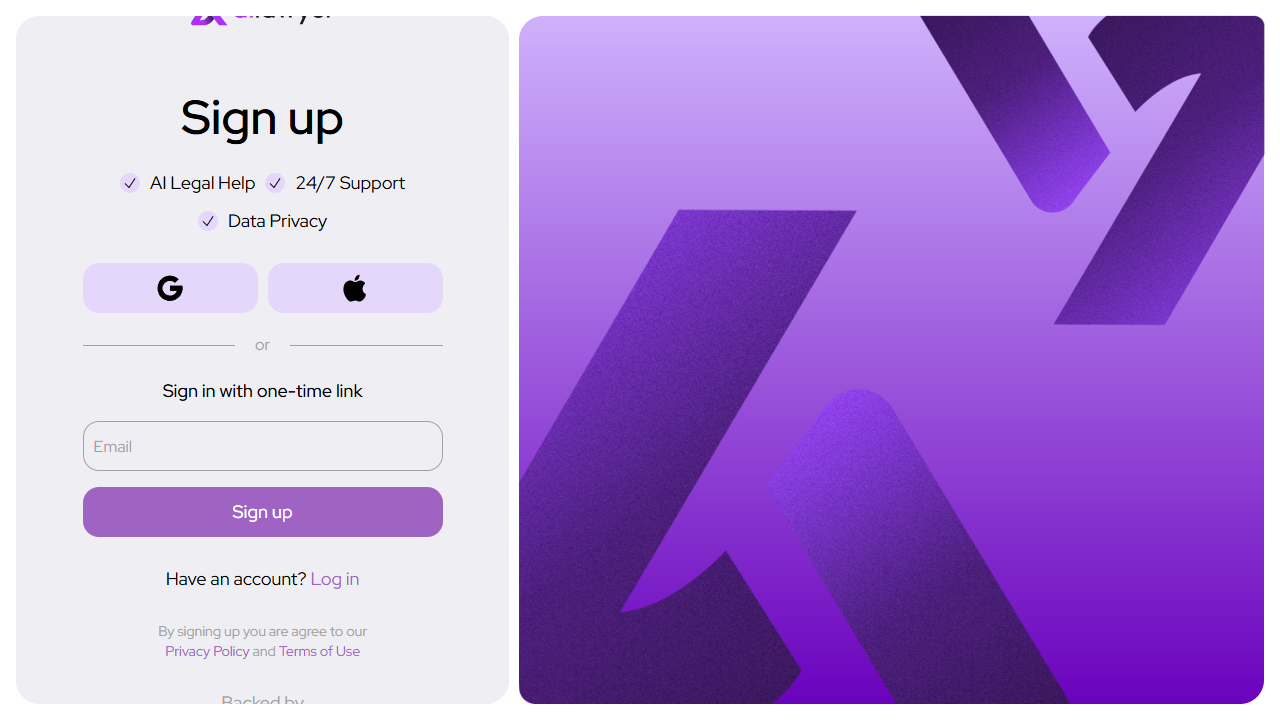 Sign up
AI Legal Help
24/7 Support
Data Privacy
or
Sign in with one-time link
Email
Sign up
Have an account? Log in
By signing up you are agree to our
Privacy Policy and Terms of Use
Backed by